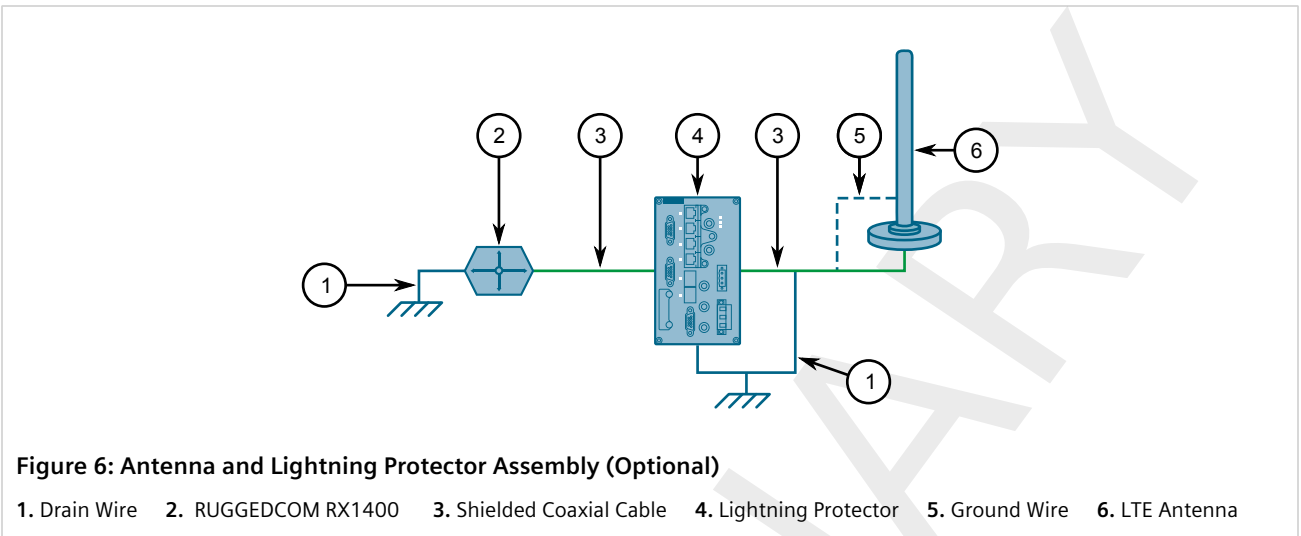 2
3
4
3
5
6
1
1
Figure 6: Antenna and Lightning Protector Assembly (Optional)
1. Drain Wire 2. RUGGEDCOM RX1400 3. Shielded Coaxial Cable 4. Lightning Protector 5. Ground Wire 6. LTE Antenna
ARY